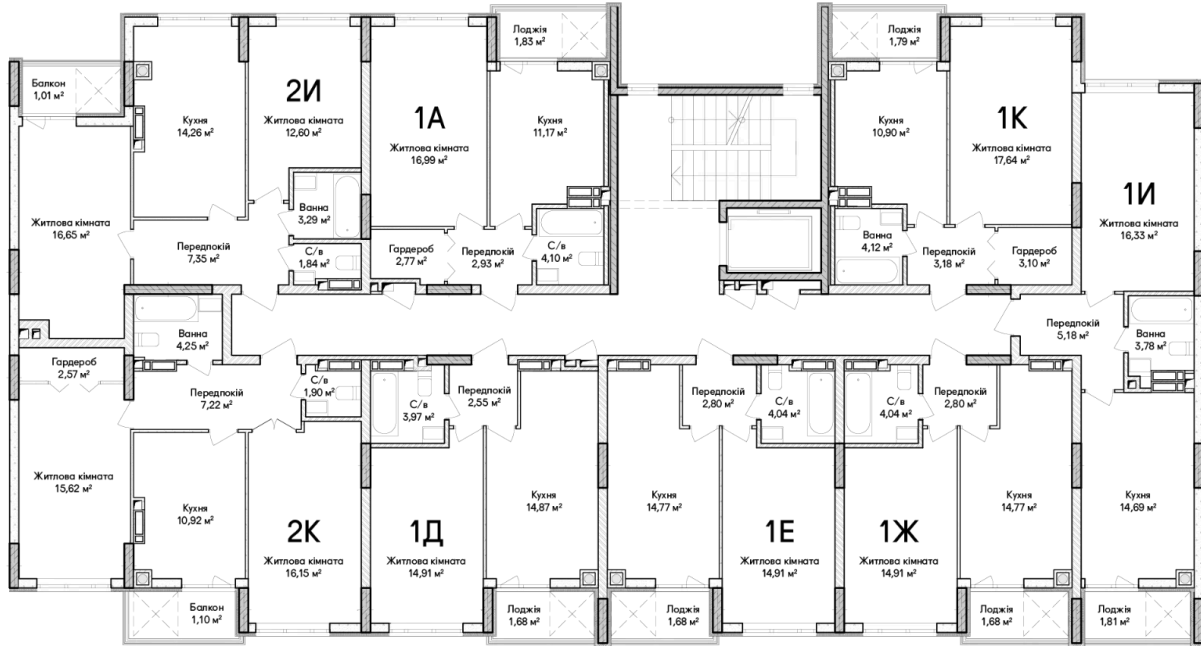 Балкон
1,01 м²
Кухня
14,26 м²
2И
Житлова кімната
12,60 м²
1А
Житлова кімната
16,99 м²
Лоджія
1,83 м²
Кухня
11,17 м²
Лоджія
1,79 м²
Кухня
10,90 м²
1К
Житлова кімната
17,64 м²
1И
Житлова кімната
16,33 м²
Житлова кімната
16,65 м²
Передпокій
7,35 м²
Ванна
3,29 м²
С/в
1,84 м²
Гардероб
2,77 м²
Передпокій
2,93 м²
С/в
4,10 м²
Ванна
4,12 м²
Передпокій
3,18 м²
Гардероб
3,10 м²
Передпокій
5,18 м²
Ванна
3,78 м²
Ванна
4,25 м²
Гардероб
2,57 м²
Передпокій
7,22 м²
С/в
1,90 м²
С/в
3,97 м²
Передпокій
2,55 м²
Передпокій
2,80 м²
С/в
4,04 м²
С/в
4,04 м²
Передпокій
2,80 м²
Житлова кімната
15,62 м²
Кухня
10,92 м²
2К
Житлова кімната
16,15 м²
1Д
Житлова кімната
14,91 м²
Кухня
14,87 м²
Кухня
14,77 м²
1Е
Житлова кімната
14,91 м²
1Ж
Житлова кімната
14,91 м²
Кухня
14,77 м²
Кухня
14,69 м²
Балкон
1,10 м²
Лоджія
1,68 м²
Лоджія
1,68 м²
Лоджія
1,68 м²
Лоджія
1,81 м²